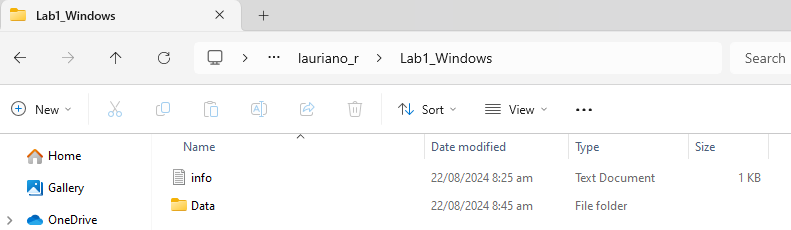 Lab1_Windows
... lauriano_r Lab1_Windows Search
New Sort View ...
Name Date modified Type Size
Home
info 22/08/2024 8:25 am Text Document 1 KB
Gallery
Data 22/08/2024 8:45 am File folder
OneDrive